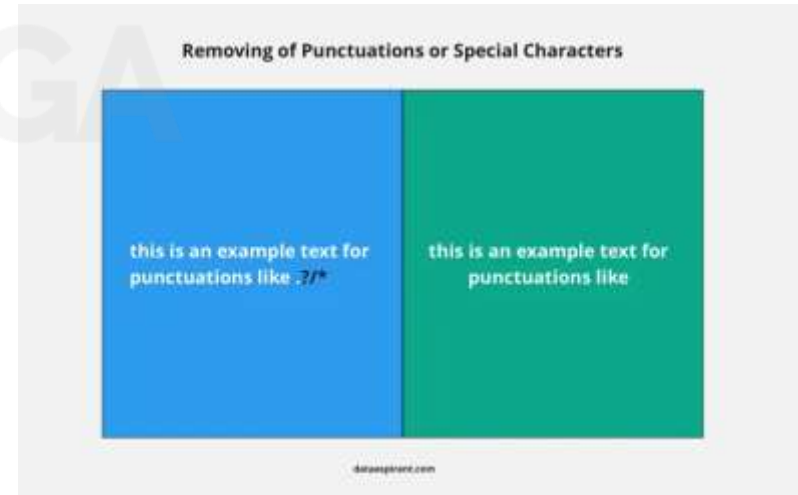 Removing of Punctuations or Special Characters
this is an example text for
punctuations like .?/*
this is an example text for
punctuations like
dataaspirant.com
GA